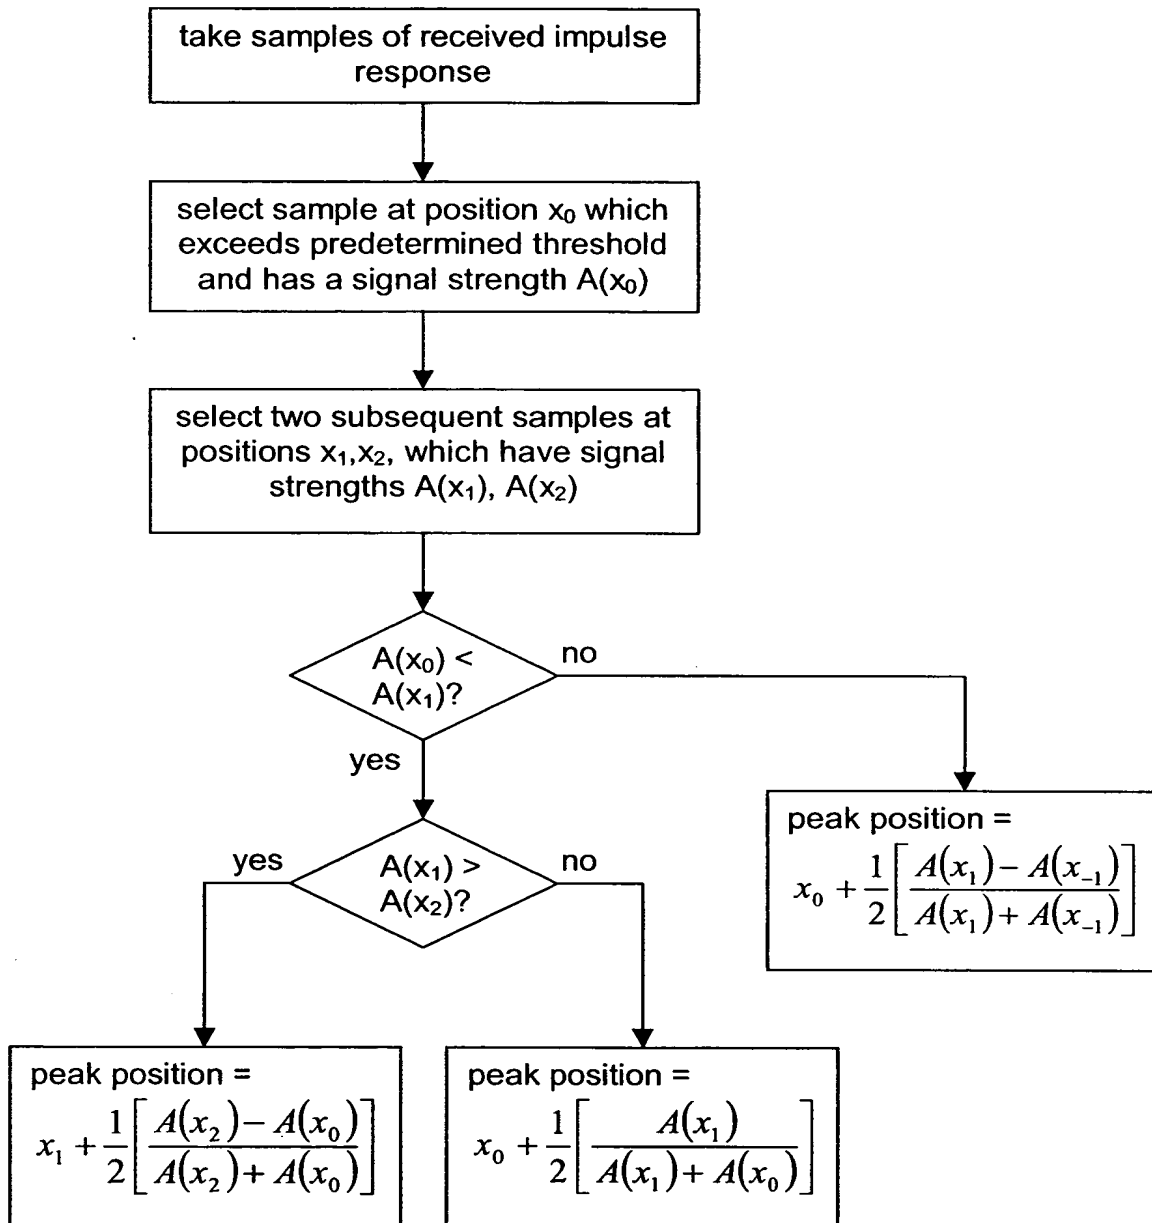 take samples of received impulse
response
select sample at position x₀ which
exceeds predetermined threshold
and has a signal strength A(x₀)
select two subsequent samples at
positions x₁,x₂, which have signal
strengths A(x₁), A(x₂)
A(x₀) <
A(x₁)?
no
yes
peak position =
x₀ + 1/2 [ (A(x₁) − A(x₋₁)) / (A(x₁) + A(x₋₁)) ]
yes
A(x₁) >
A(x₂)?
no
peak position =
x₁ + 1/2 [ (A(x₂) − A(x₀)) / (A(x₂) + A(x₀)) ]
peak position =
x₀ + 1/2 [ A(x₁) / (A(x₁) + A(x₀)) ]